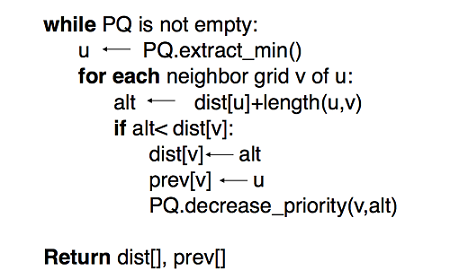 while PQ is not empty:
u ← PQ.extract_min()
for each neighbor grid v of u:
alt ← dist[u]+length(u,v)
if alt< dist[v]:
dist[v]← alt
prev[v] ← u
PQ.decrease_priority(v,alt)
Return dist[], prev[]